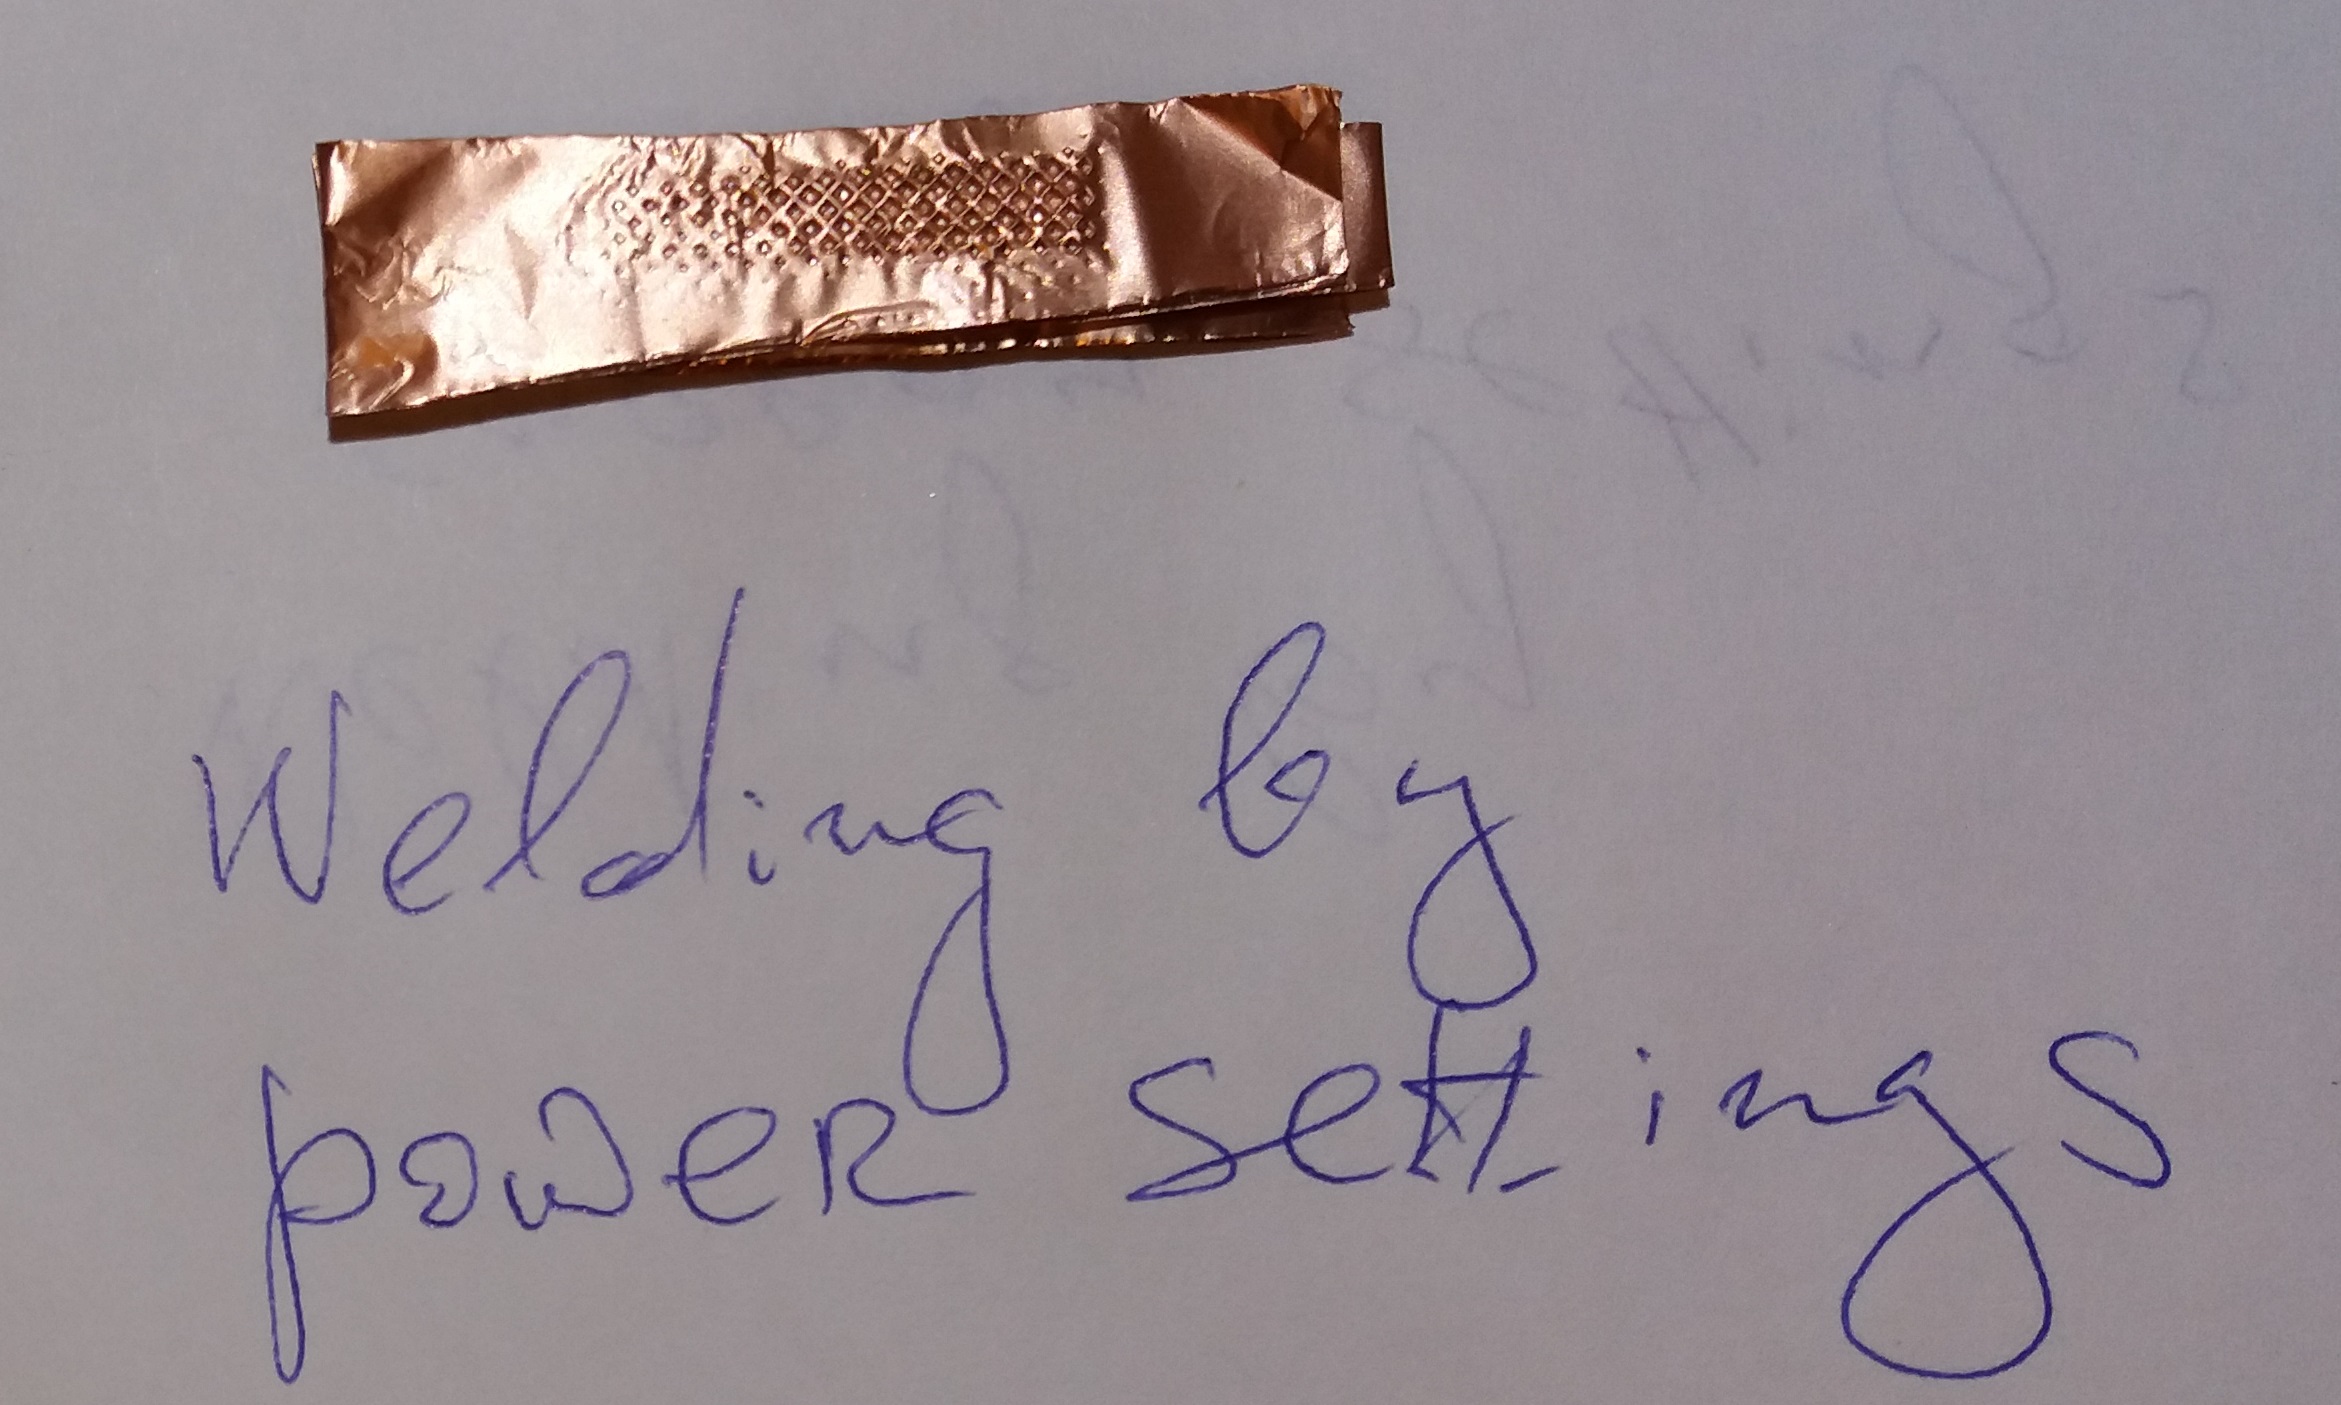 Welding by
power settings